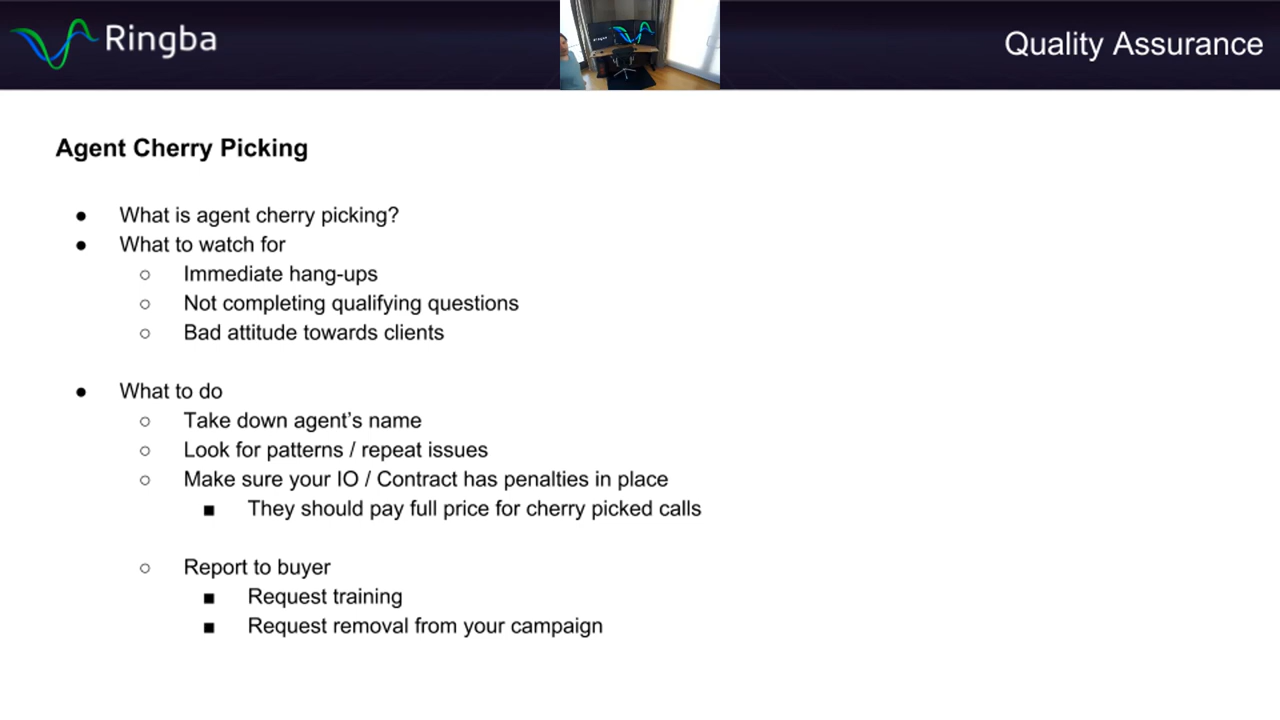 Ringba
Ringba
Quality Assurance
Agent Cherry Picking
● What is agent cherry picking?
● What to watch for
○ Immediate hang-ups
○ Not completing qualifying questions
○ Bad attitude towards clients
● What to do
○ Take down agent’s name
○ Look for patterns / repeat issues
○ Make sure your IO / Contract has penalties in place
■ They should pay full price for cherry picked calls
○ Report to buyer
■ Request training
■ Request removal from your campaign